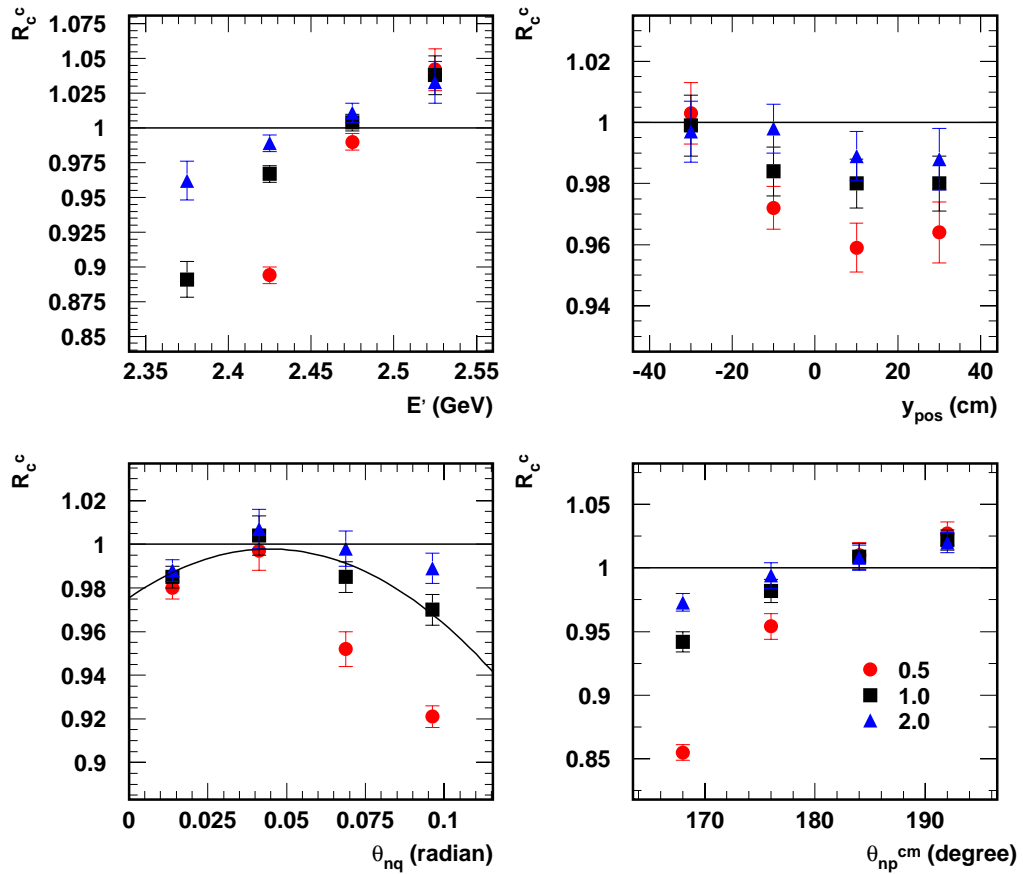 R_c^c
1.075
1.05
1.025
1
0.975
0.95
0.925
0.9
0.875
0.85
2.35 2.4 2.45 2.5 2.55
E' (GeV)
R_c^c
1.02
1
0.98
0.96
0.94
-40 -20 0 20 40
y_pos (cm)
R_c^c
1.02
1
0.98
0.96
0.94
0.92
0.9
0 0.025 0.05 0.075 0.1
θ_nq (radian)
R_c^c
1.05
1
0.95
0.9
0.85
0.5
1.0
2.0
170 180 190
θ_np^cm (degree)